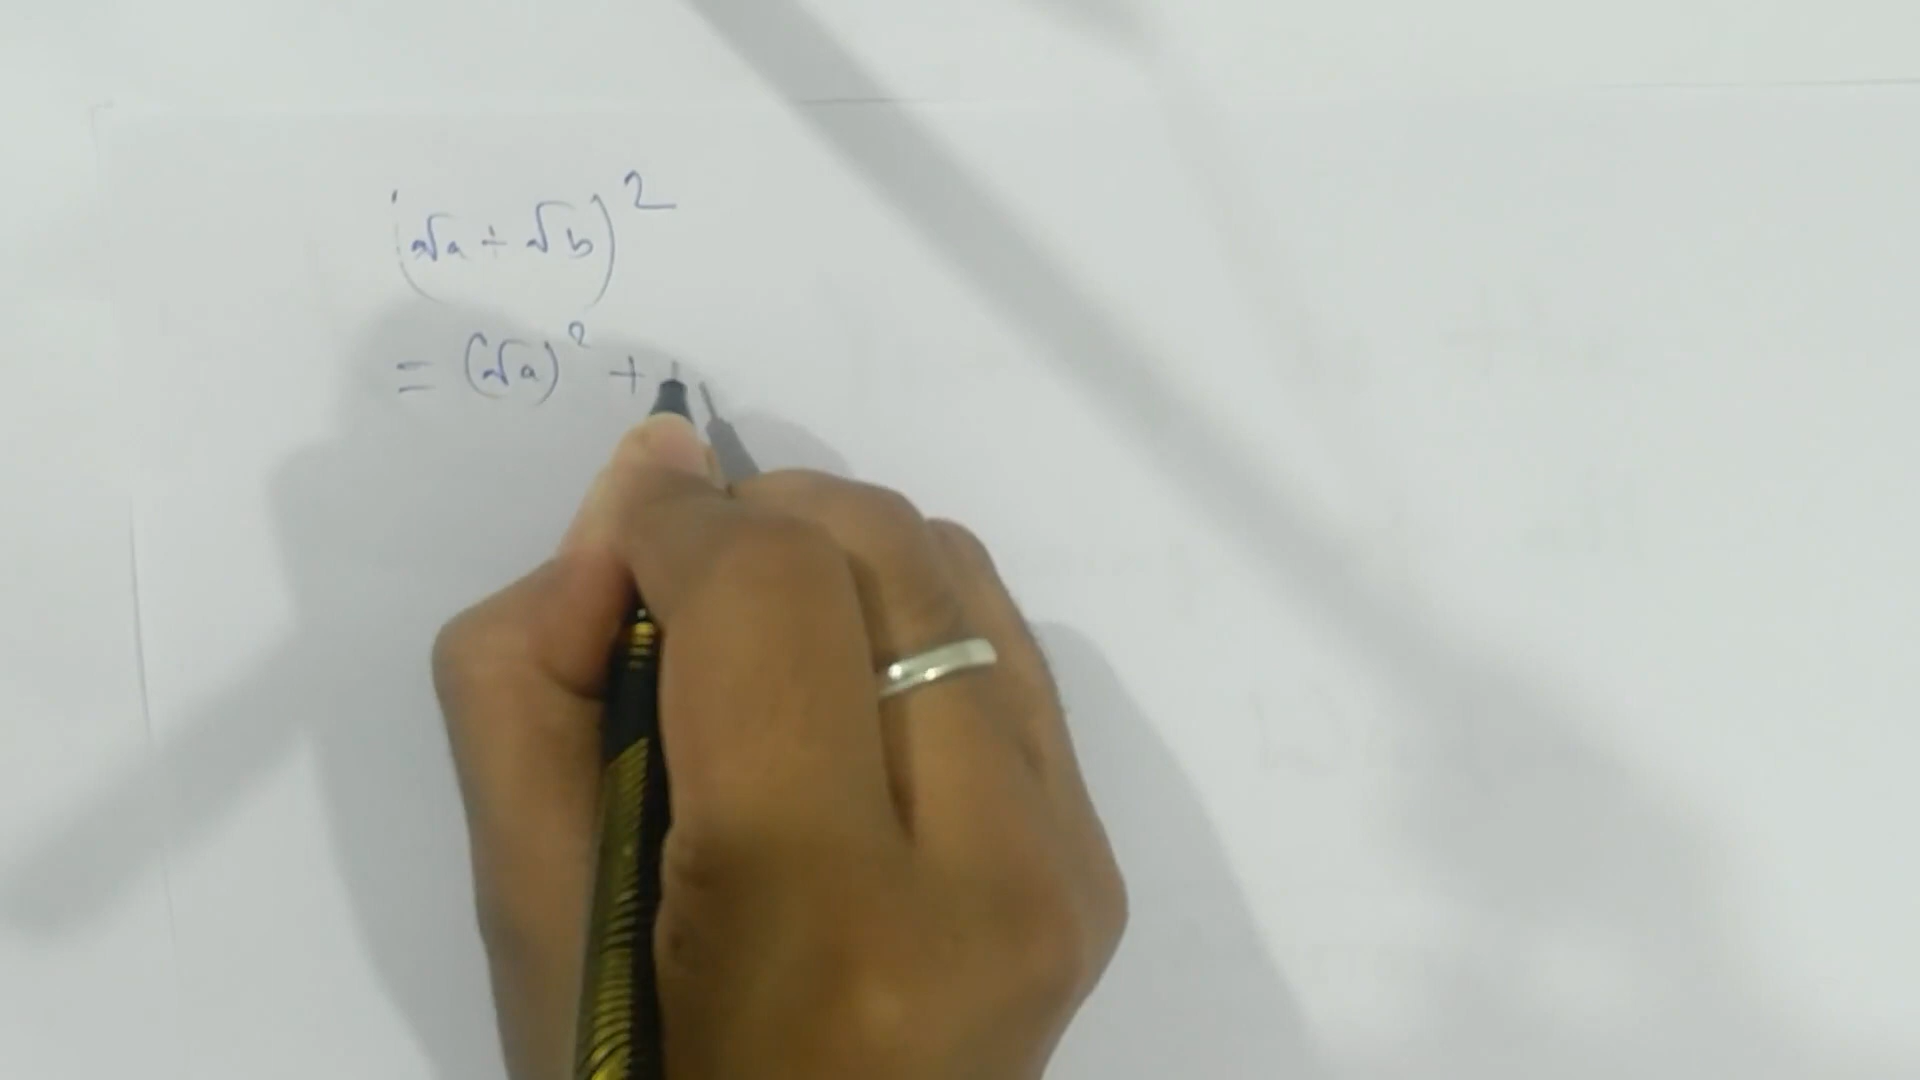 (√a + √b)²
= (√a)² +